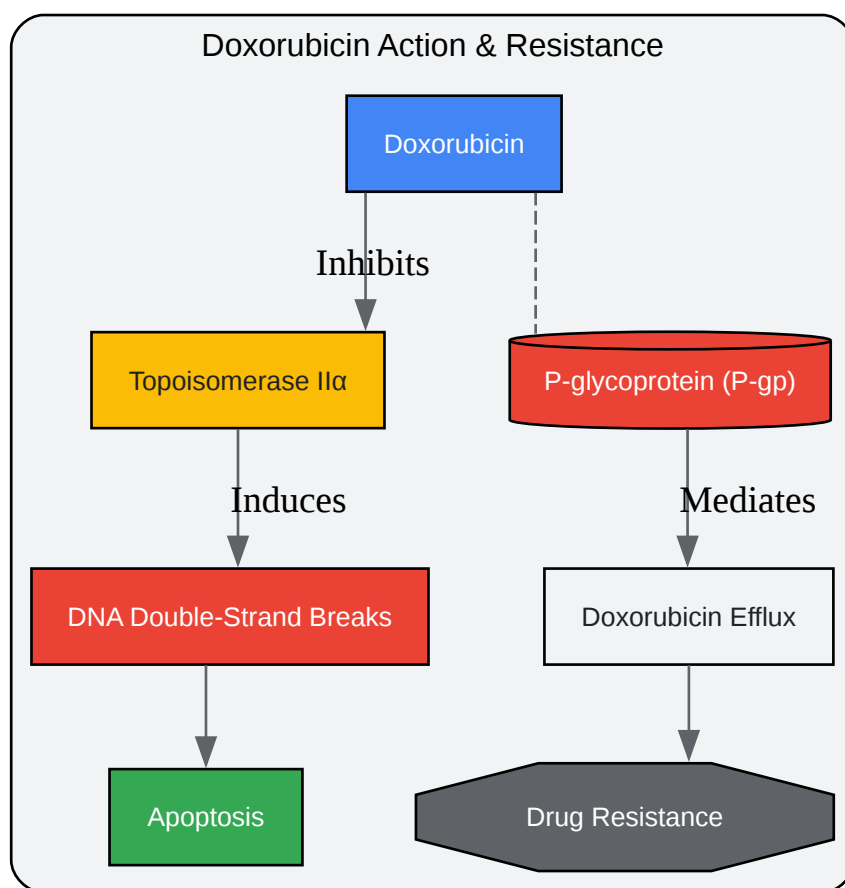 Doxorubicin Action & Resistance
Doxorubicin
Inhibits
Topoisomerase IIα
P-glycoprotein (P-gp)
Induces
Mediates
DNA Double-Strand Breaks
Doxorubicin Efflux
Apoptosis
Drug Resistance